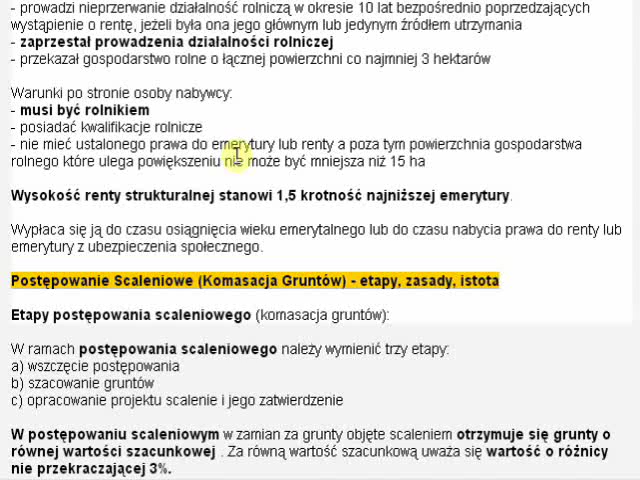 - prowadzi nieprzerwanie działalność rolniczą w okresie 10 lat bezpośrednio poprzedzających
wystąpienie o rentę, jeżeli była ona jego głównym lub jedynym źródłem utrzymania
- zaprzestał prowadzenia działalności rolniczej
- przekazał gospodarstwo rolne o łącznej powierzchni co najmniej 3 hektarów
Warunki po stronie osoby nabywcy:
- musi być rolnikiem
- posiadać kwalifikacje rolnicze
- nie mieć ustalonego prawa do emerytury lub renty a poza tym powierzchnia gospodarstwa
rolnego które ulega powiększeniu nie może być mniejsza niż 15 ha
Wysokość renty strukturalnej stanowi 1,5 krotność najniższej emerytury.
Wypłaca się ją do czasu osiągnięcia wieku emerytalnego lub do czasu nabycia prawa do renty lub
emerytury z ubezpieczenia społecznego.
Postępowanie Scaleniowe (Komasacja Gruntów) - etapy, zasady, istota
Etapy postępowania scaleniowego (komasacja gruntów):
W ramach postępowania scaleniowego należy wymienić trzy etapy:
a) wszczęcie postępowania
b) szacowanie gruntów
c) opracowanie projektu scalenie i jego zatwierdzenie
W postępowaniu scaleniowym w zamian za grunty objęte scaleniem otrzymuje się grunty o
równej wartości szacunkowej . Za równą wartość szacunkową uważa się wartość o różnicy
nie przekraczającej 3%.